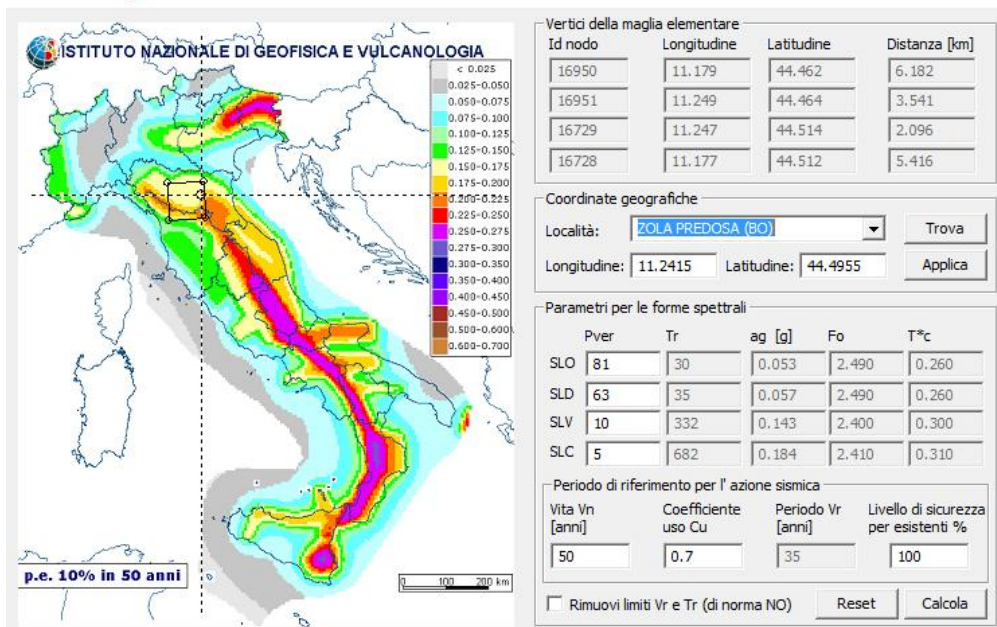 ISTITUTO NAZIONALE DI GEOFISICA E VULCANOLOGIA
< 0.025
0.025-0.050
0.050-0.075
0.075-0.100
0.100-0.125
0.125-0.150
0.150-0.175
0.175-0.200
0.200-0.225
0.225-0.250
0.250-0.275
0.275-0.300
0.300-0.350
0.350-0.400
0.400-0.450
0.450-0.500
0.500-0.600
0.600-0.700
p.e. 10% in 50 anni
0 100 200 km
Vertici della maglia elementare
Id nodo Longitudine Latitudine Distanza [km]
16950 11.179 44.462 6.182
16951 11.249 44.464 3.541
16729 11.247 44.514 2.096
16728 11.177 44.512 5.416
Coordinate geografiche
Località: ZOLA PREDOSA (BO) Trova
Longitudine: 11.2415 Latitudine: 44.4955 Applica
Parametri per le forme spettrali
Pver Tr ag [g] Fo T*c
SLO 81 30 0.053 2.490 0.260
SLD 63 35 0.057 2.490 0.260
SLV 10 332 0.143 2.400 0.300
SLC 5 682 0.184 2.410 0.310
Periodo di riferimento per l' azione sismica
Vita Vn Coefficiente Periodo Vr Livello di sicurezza
[anni] uso Cu [anni] per esistenti %
50 0.7 35 100
Rimuovi limiti Vr e Tr (di norma NO) Reset Calcola